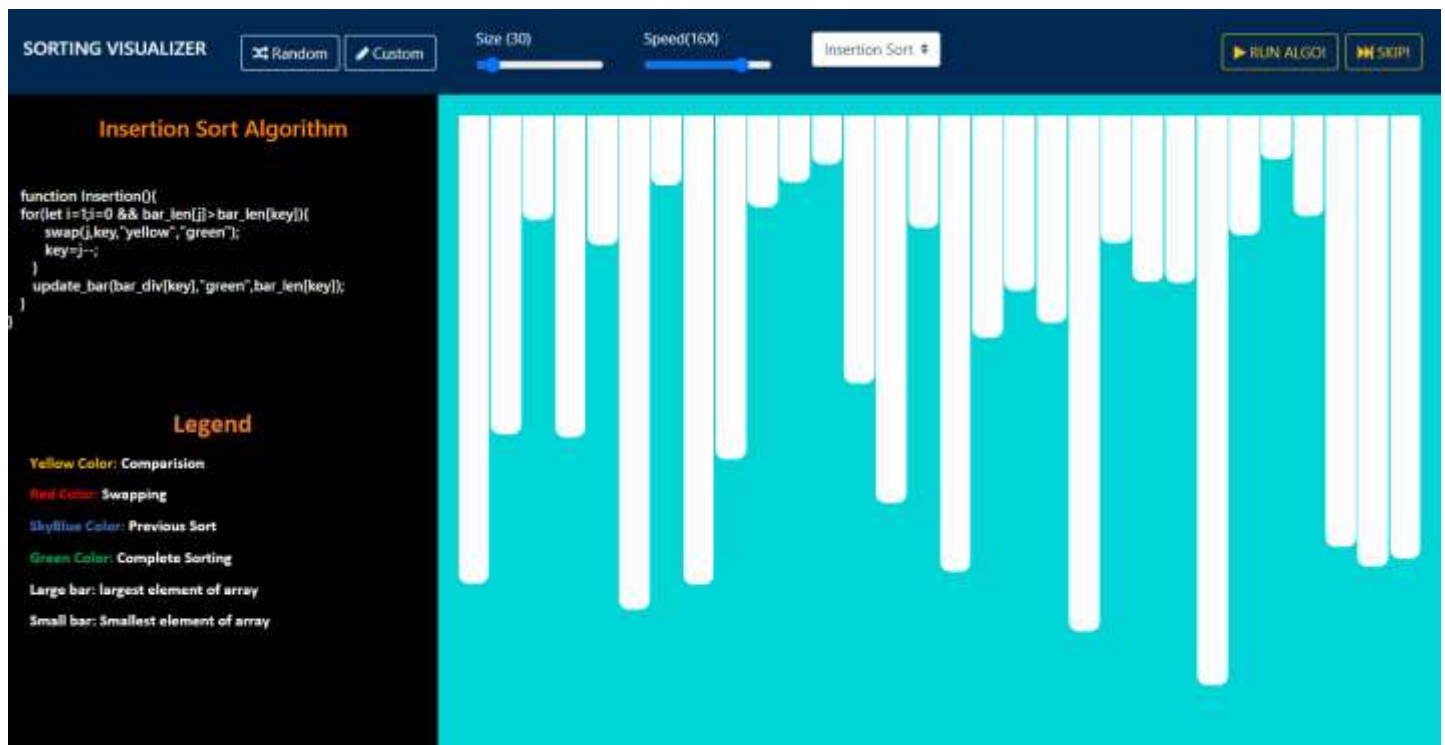 SORTING VISUALIZER
Random
Custom
Size (30)
Speed(16X)
Insertion Sort
RUN ALGO!
SKIP!
Insertion Sort Algorithm
function Insertion(){
for(let i=1;i=0 && bar_len[j]>bar_len[key]){
swap(j,key,"yellow","green");
key=j--;
}
update_bar(bar_div[key],"green",bar_len[key]);
}
}
Legend
Yellow Color: Comparision
Red Color: Swapping
SkyBlue Color: Previous Sort
Green Color: Complete Sorting
Large bar: largest element of array
Small bar: Smallest element of array